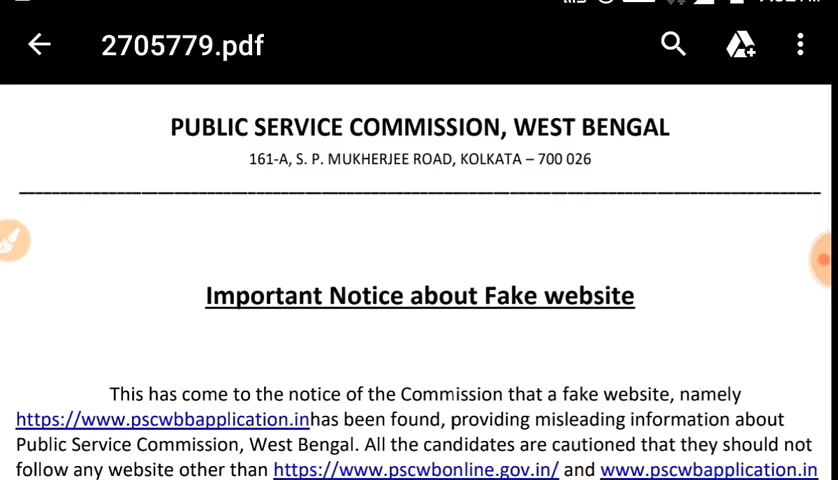 2705779.pdf
PUBLIC SERVICE COMMISSION, WEST BENGAL
161-A, S. P. MUKHERJEE ROAD, KOLKATA – 700 026
Important Notice about Fake website
This has come to the notice of the Commission that a fake website, namely
https://www.pscwbbapplication.inhas been found, providing misleading information about
Public Service Commission, West Bengal. All the candidates are cautioned that they should not
follow any website other than https://www.pscwbonline.gov.in/ and www.pscwbapplication.in